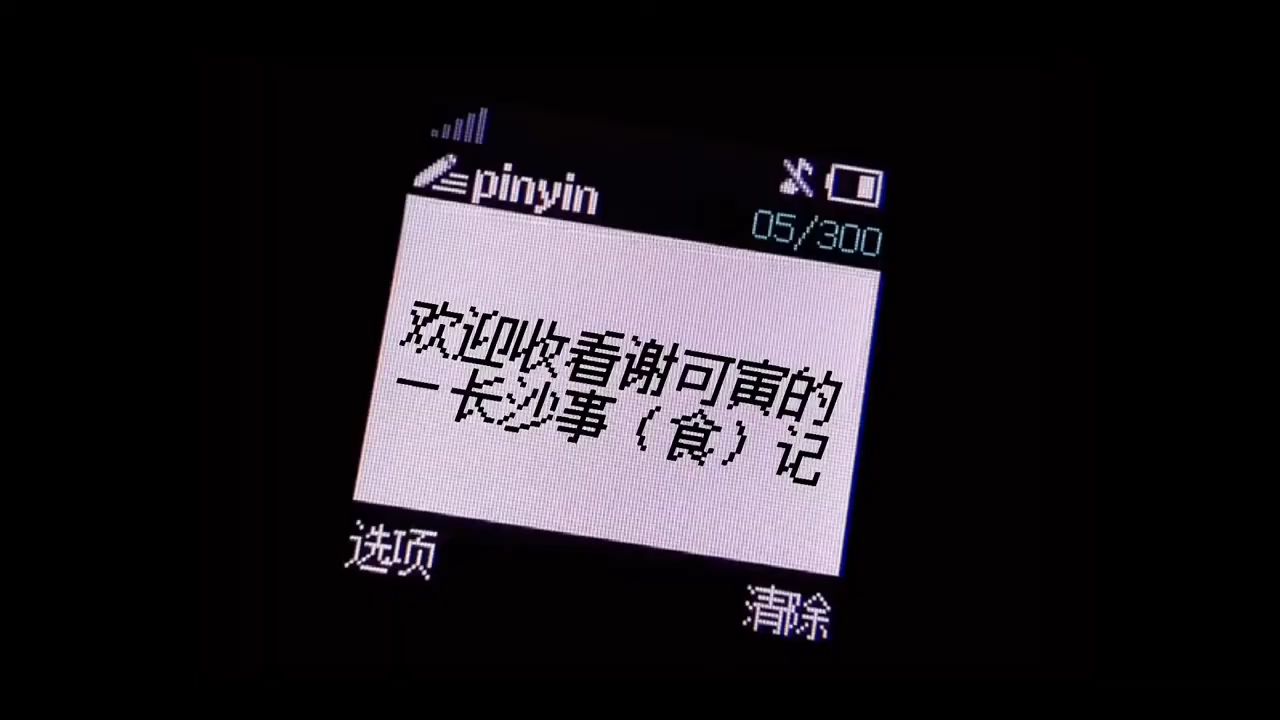 pinyin
05/300
欢迎收看谢可寅的
一长沙事（食）记
选项
清除